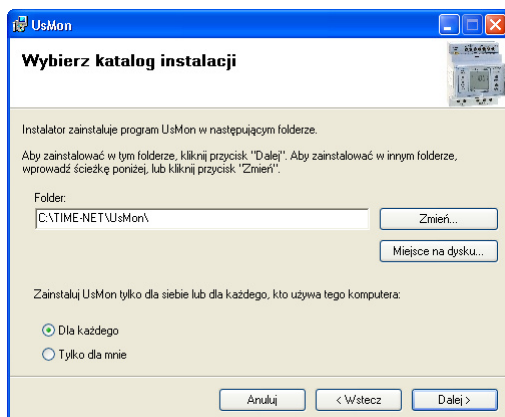 UsMon
Wybierz katalog instalacji
Instalator zainstaluje program UsMon w następującym folderze.
Aby zainstalować w tym folderze, kliknij przycisk "Dalej". Aby zainstalować w innym folderze,
wprowadź ścieżkę poniżej, lub kliknij przycisk "Zmień".
Folder:
C:\TIME-NET\UsMon\
Zmień...
Miejsce na dysku...
Zainstaluj UsMon tylko dla siebie lub dla każdego, kto używa tego komputera:
Dla każdego
Tylko dla mnie
Anuluj
< Wstecz
Dalej >